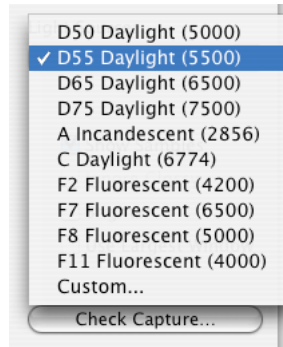 D50 Daylight (5000)
✓ D55 Daylight (5500)
D65 Daylight (6500)
D75 Daylight (7500)
A Incandescent (2856)
C Daylight (6774)
F2 Fluorescent (4200)
F7 Fluorescent (6500)
F8 Fluorescent (5000)
F11 Fluorescent (4000)
Custom...
Check Capture...